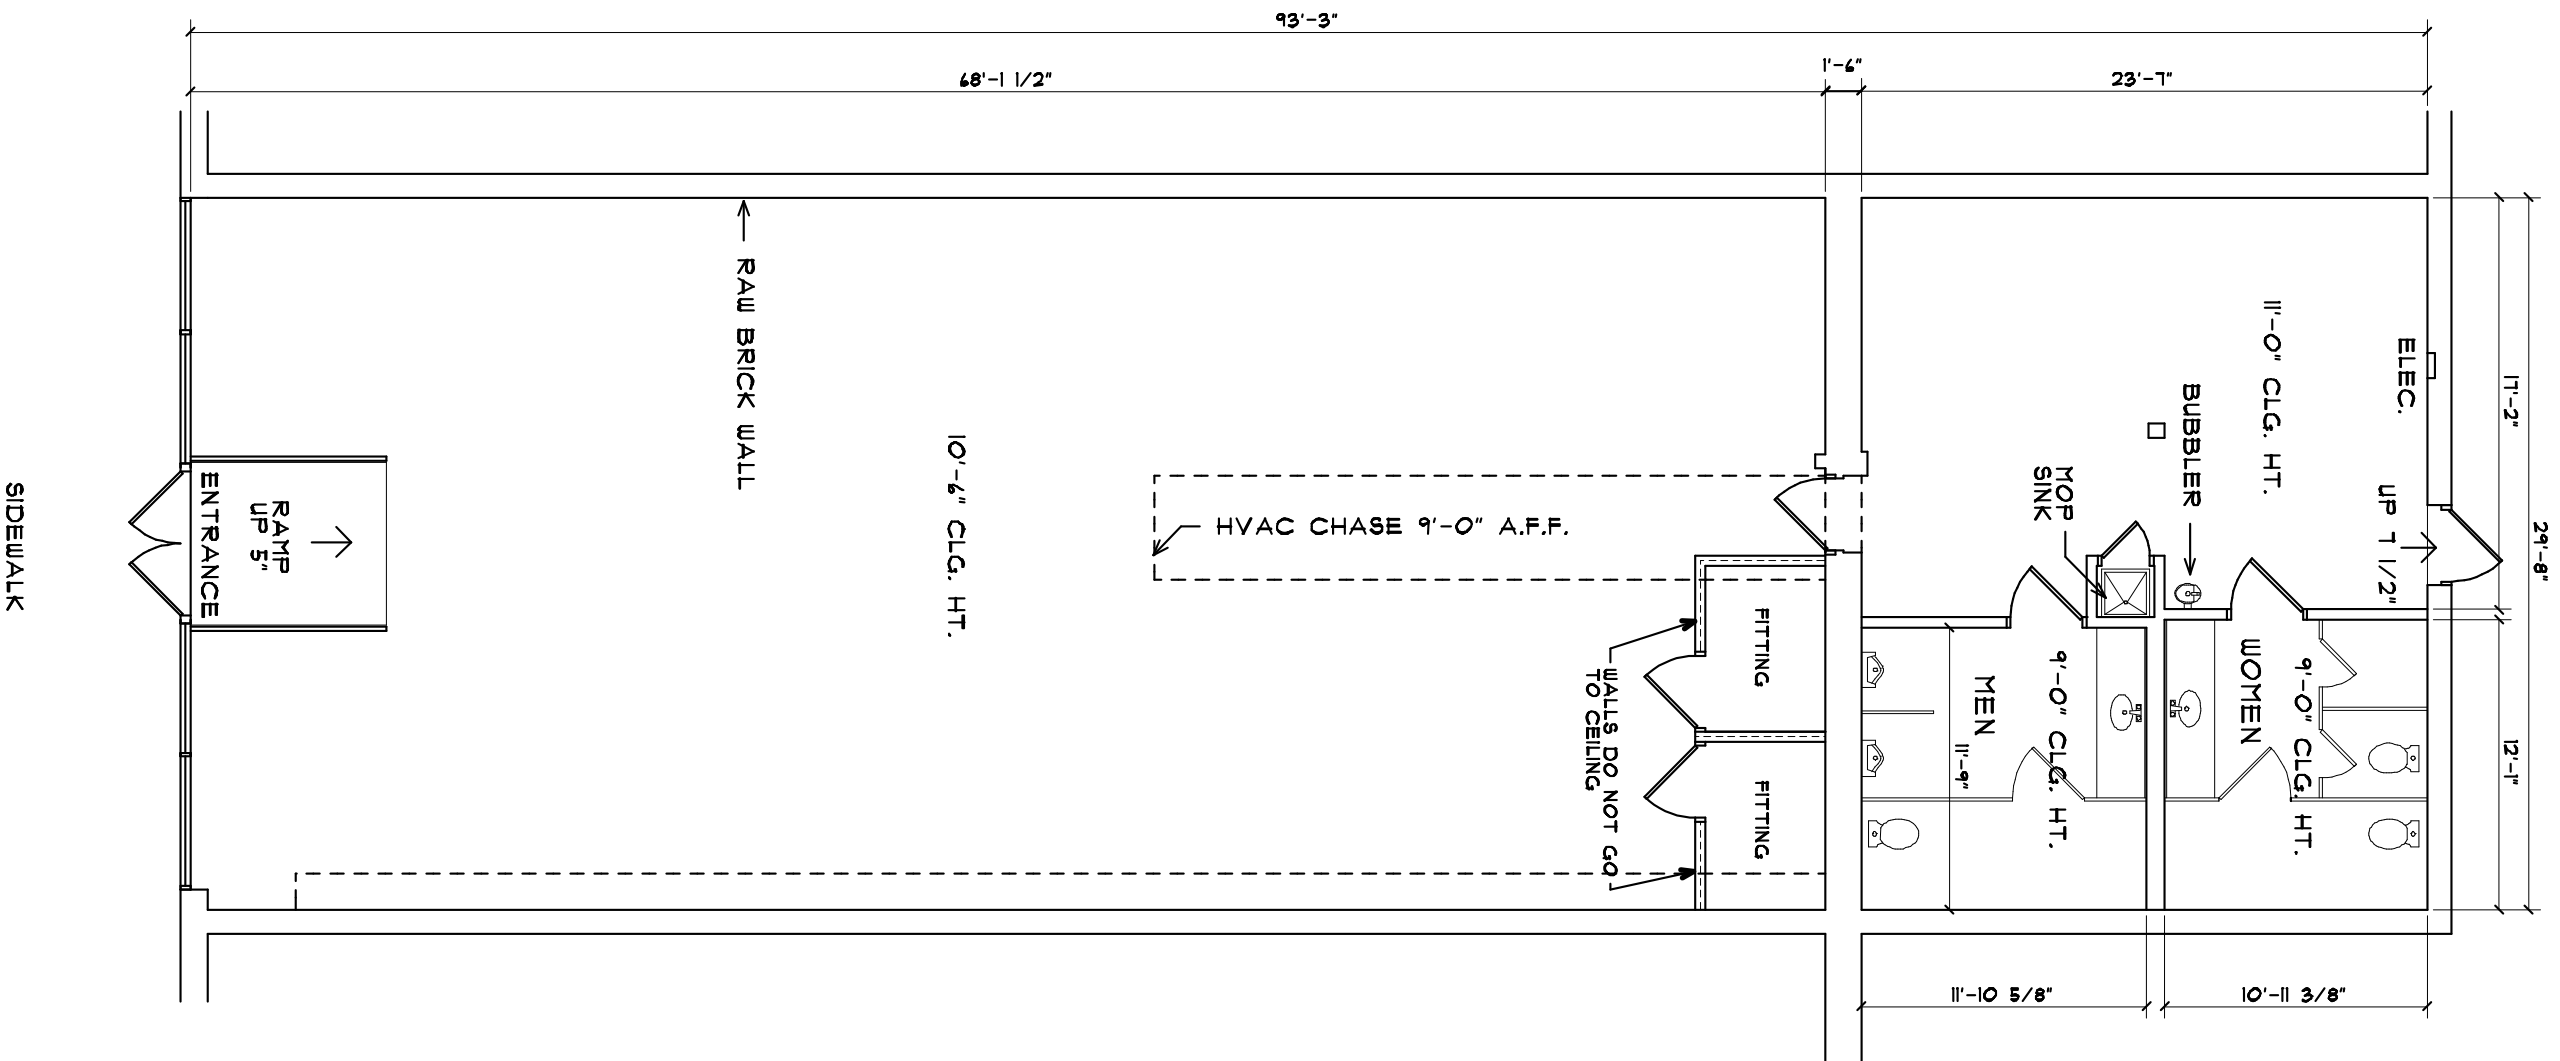 93'-3"
68'-1 1/2"
1'-6"
23'-7"
RAW BRICK WALL
10'-6" CLG. HT.
HVAC CHASE 9'-0" A.F.F.
11'-0" CLG. HT.
ELEC.
BUBBLER
MOP
SINK
UP 7 1/2"
17'-2"
29'-8"
12'-1"
SIDEWALK
ENTRANCE
RAMP
UP 5"
FITTING
FITTING
WALLS DO NOT GO
TO CEILING
MEN
9'-0" CLG. HT.
11'-9"
WOMEN
9'-0" CLG. HT.
11'-10 5/8"
10'-11 3/8"